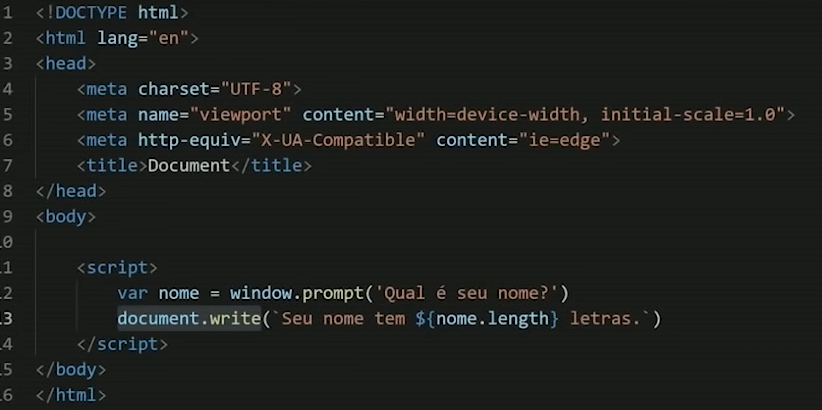 1 <!DOCTYPE html>
2 <html lang="en">
3 <head>
4     <meta charset="UTF-8">
5     <meta name="viewport" content="width=device-width, initial-scale=1.0">
6     <meta http-equiv="X-UA-Compatible" content="ie=edge">
7     <title>Document</title>
8 </head>
9 <body>
10
11     <script>
12         var nome = window.prompt('Qual é seu nome?')
13         document.write(`Seu nome tem ${nome.length} letras.`)
14     </script>
15 </body>
16 </html>